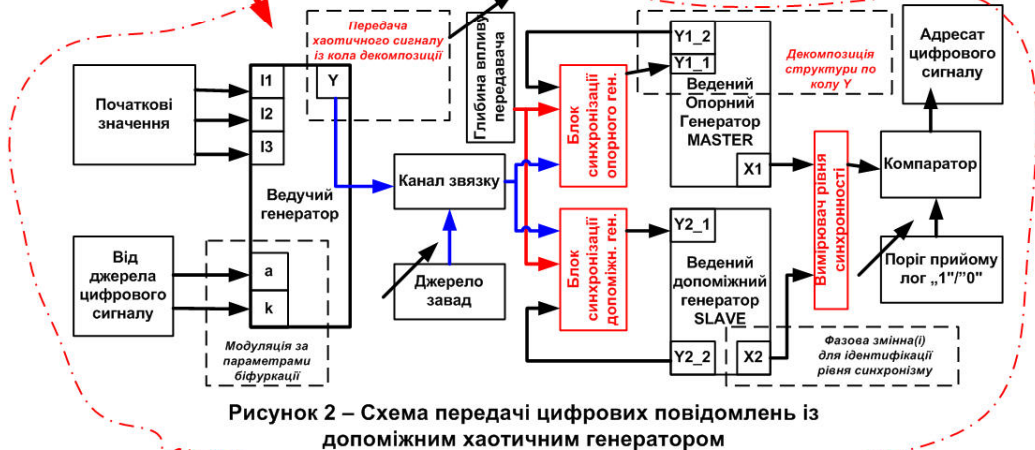 Початкові
значення
Від
джерела
цифрового
сигналу
I1
I2
I3
Y
Ведучий
генератор
a
k
Передача
хаотичного сигналу
із кола декомпозиції
Модуляція за
параметрами
біфуркації
Канал звязку
Джерело
завад
Глибина впливу
передавача
Блок
синхронізації
опорного ген.
Блок
синхронізації
допоміжн. ген.
Y1_2
Y1_1
Ведений
Опорний
Генератор
MASTER
X1
Декомпозиція
структури по
колу Y
Y2_1
Ведений
допоміжний
генератор
SLAVE
Y2_2
X2
Фазова змінна(і)
для ідентифікації
рівня синхронізму
Вимірювач рівня
синхронності
Адресат
цифрового
сигналу
Компаратор
Поріг прийому
лог „1"/”0"
Рисунок 2 – Схема передачі цифрових повідомлень із
допоміжним хаотичним генератором